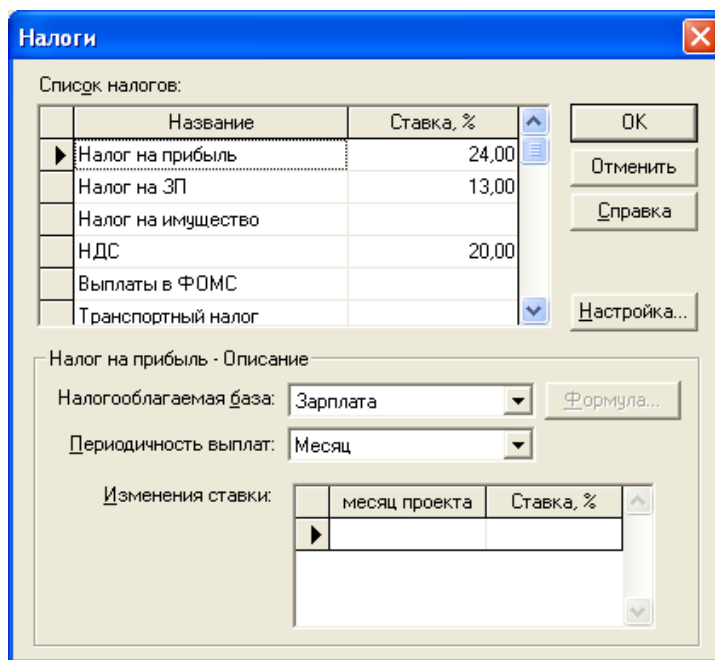 Налоги
Список налогов:
Название Ставка, %
Налог на прибыль 24,00
Налог на ЗП 13,00
Налог на имущество
НДС 20,00
Выплаты в ФОМС
Транспортный налог
OK
Отменить
Справка
Настройка...
Налог на прибыль - Описание
Налогооблагаемая база: Зарплата Формула...
Периодичность выплат: Месяц
Изменения ставки: месяц проекта Ставка, %